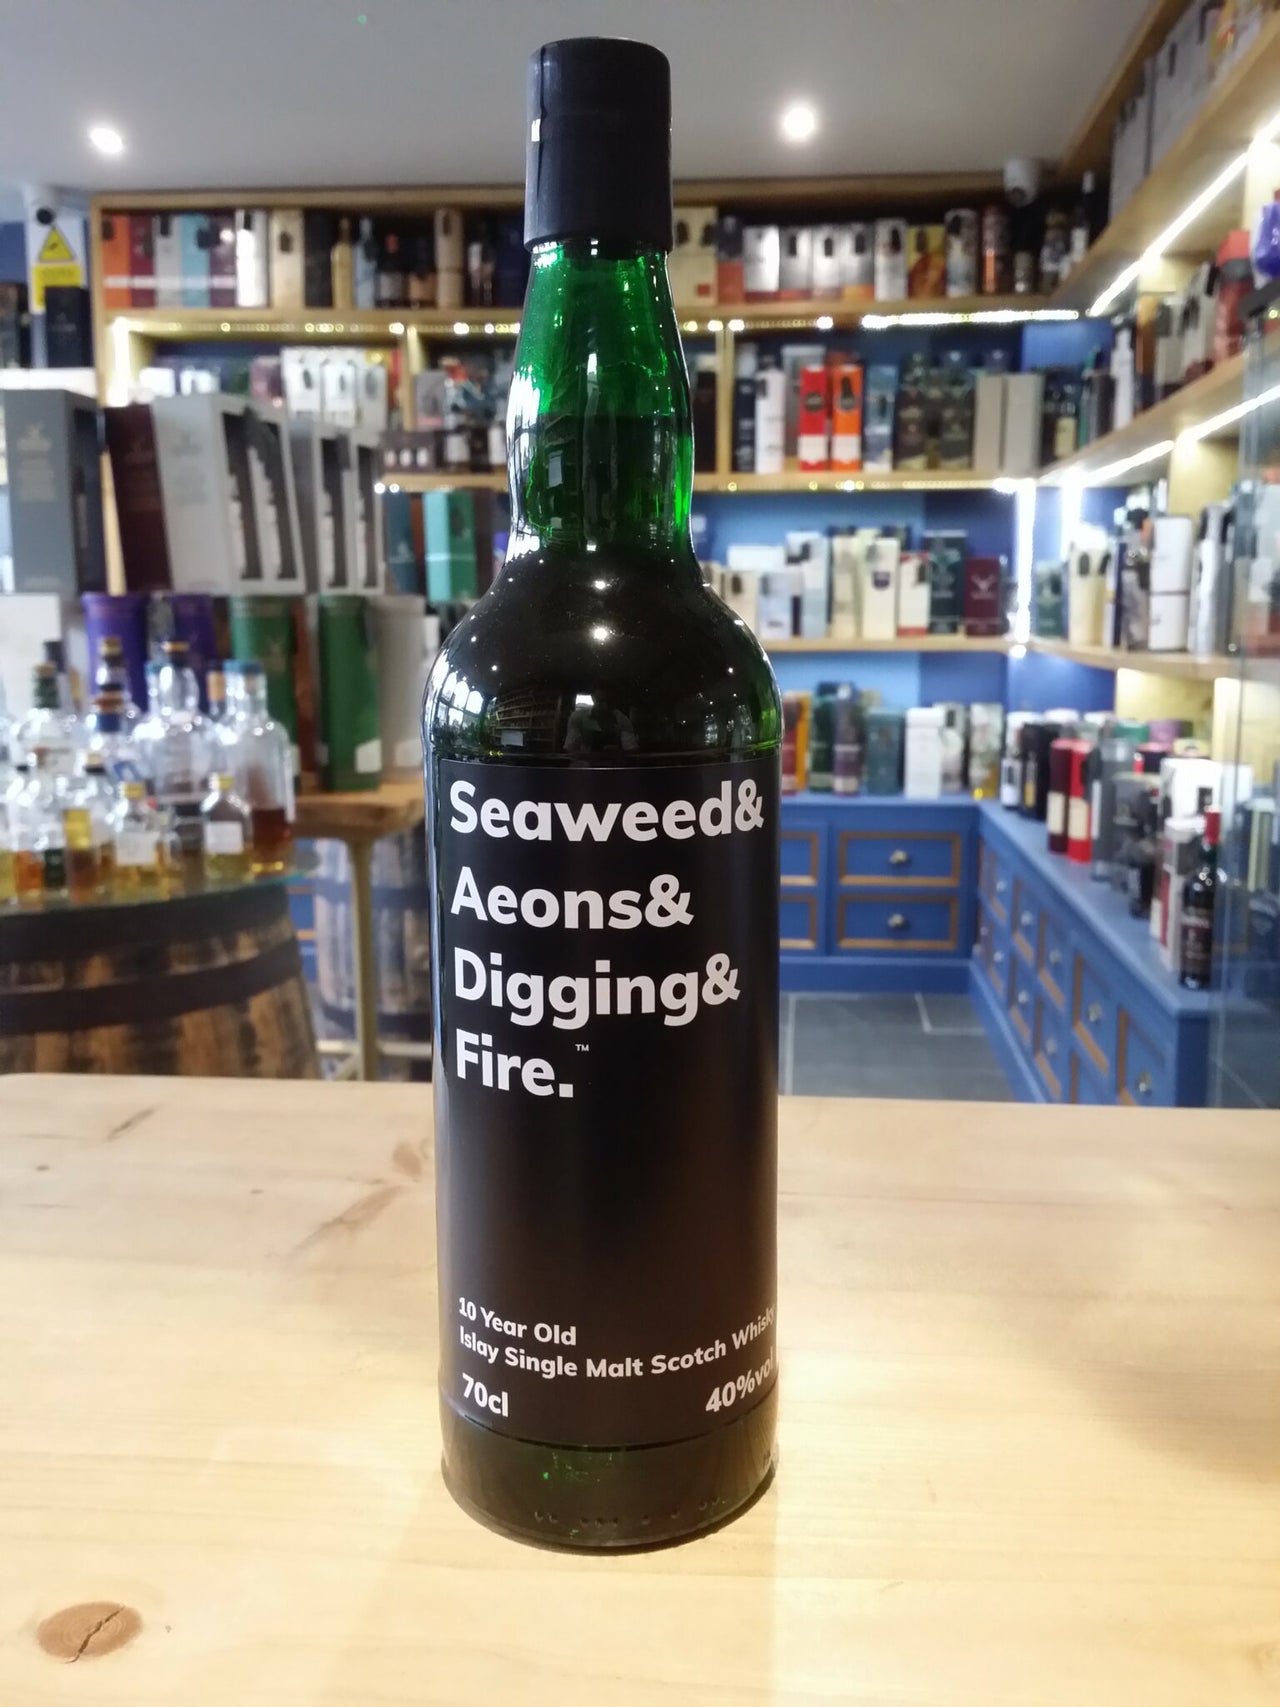 Seaweed&
Aeons&
Digging&
Fire.™
10 Year Old
Islay Single Malt Scotch Whisky
70cl
40%vol